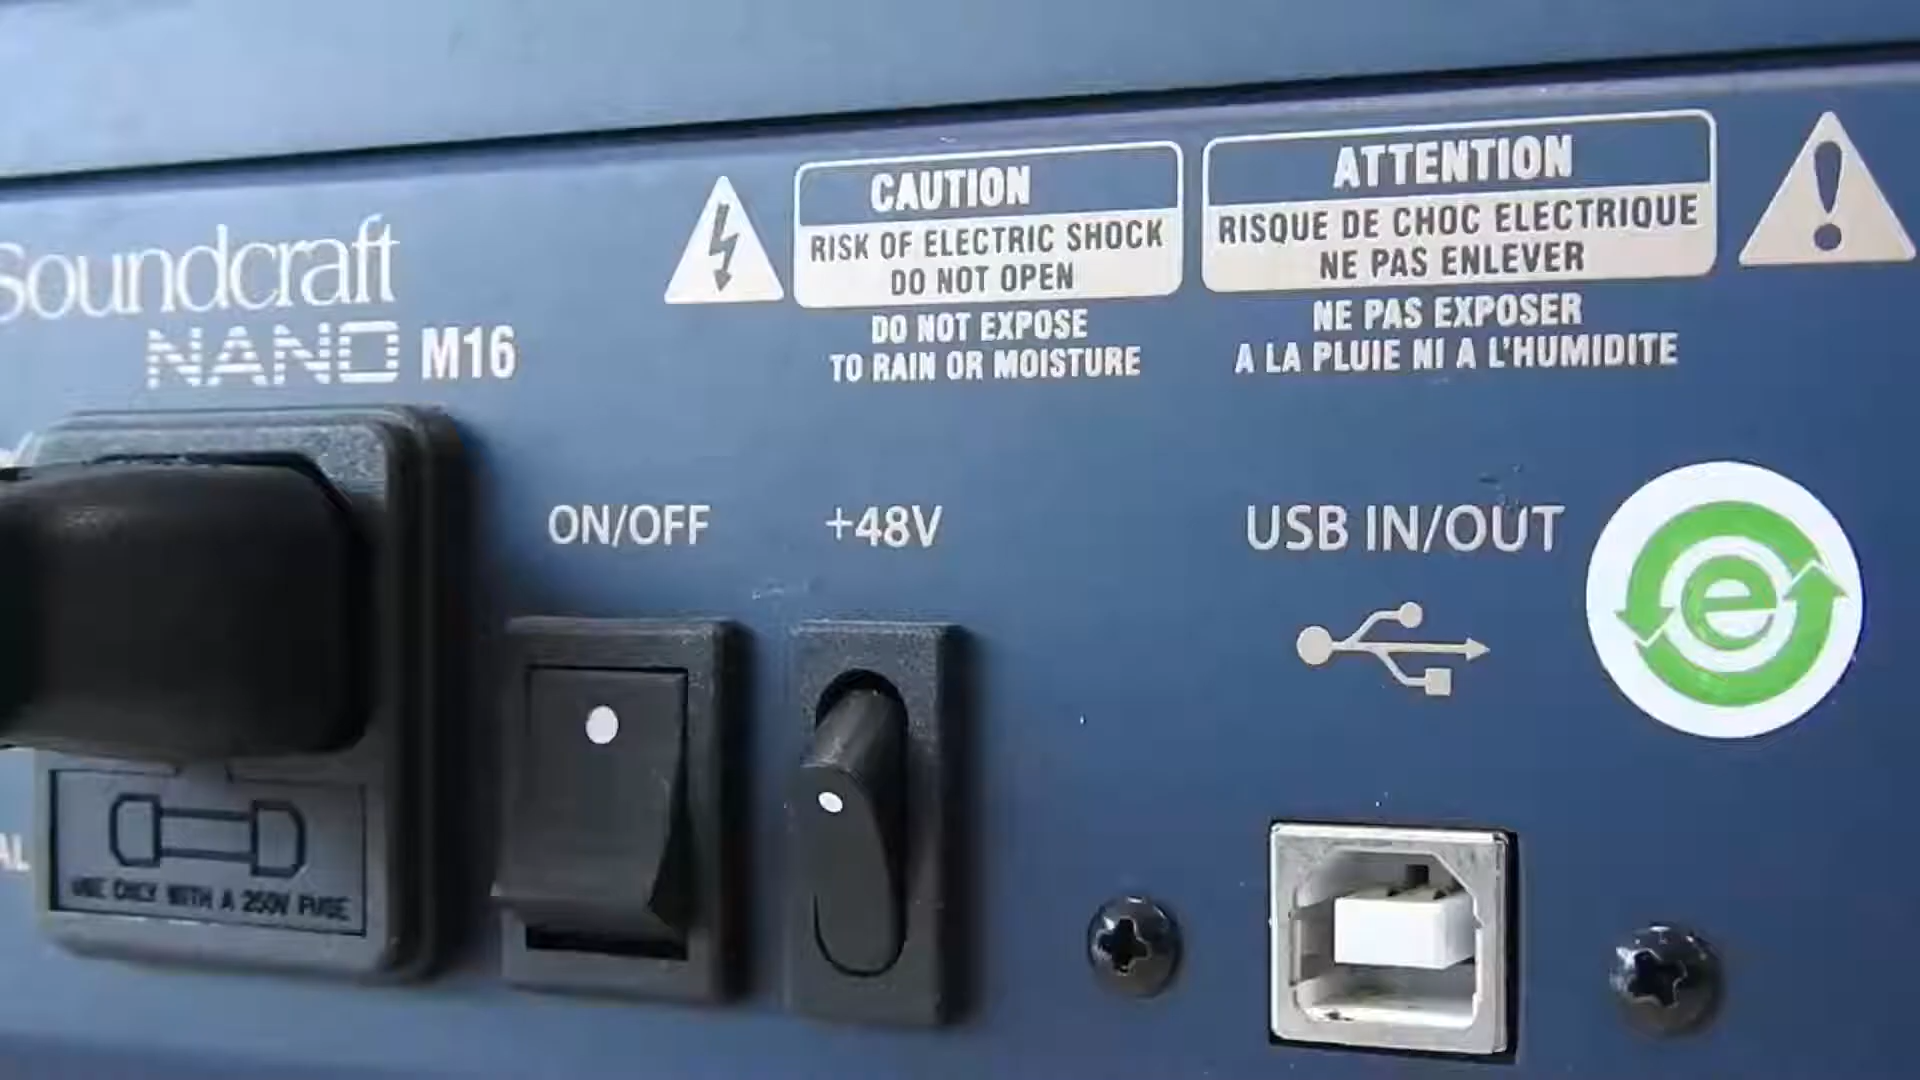 Soundcraft
NANO M16
CAUTION
RISK OF ELECTRIC SHOCK
DO NOT OPEN
DO NOT EXPOSE
TO RAIN OR MOISTURE
ATTENTION
RISQUE DE CHOC ELECTRIQUE
NE PAS ENLEVER
NE PAS EXPOSER
A LA PLUIE NI A L'HUMIDITE
ON/OFF
+48V
USB IN/OUT
e
AL
USE ONLY WITH A 250V FUSE